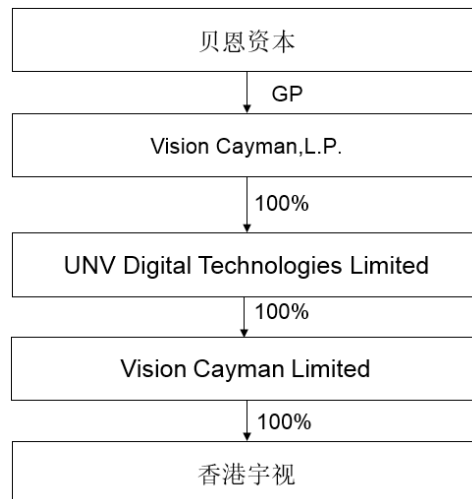 贝恩资本
GP
Vision Cayman,L.P.
100%
UNV Digital Technologies Limited
100%
Vision Cayman Limited
100%
香港宇视